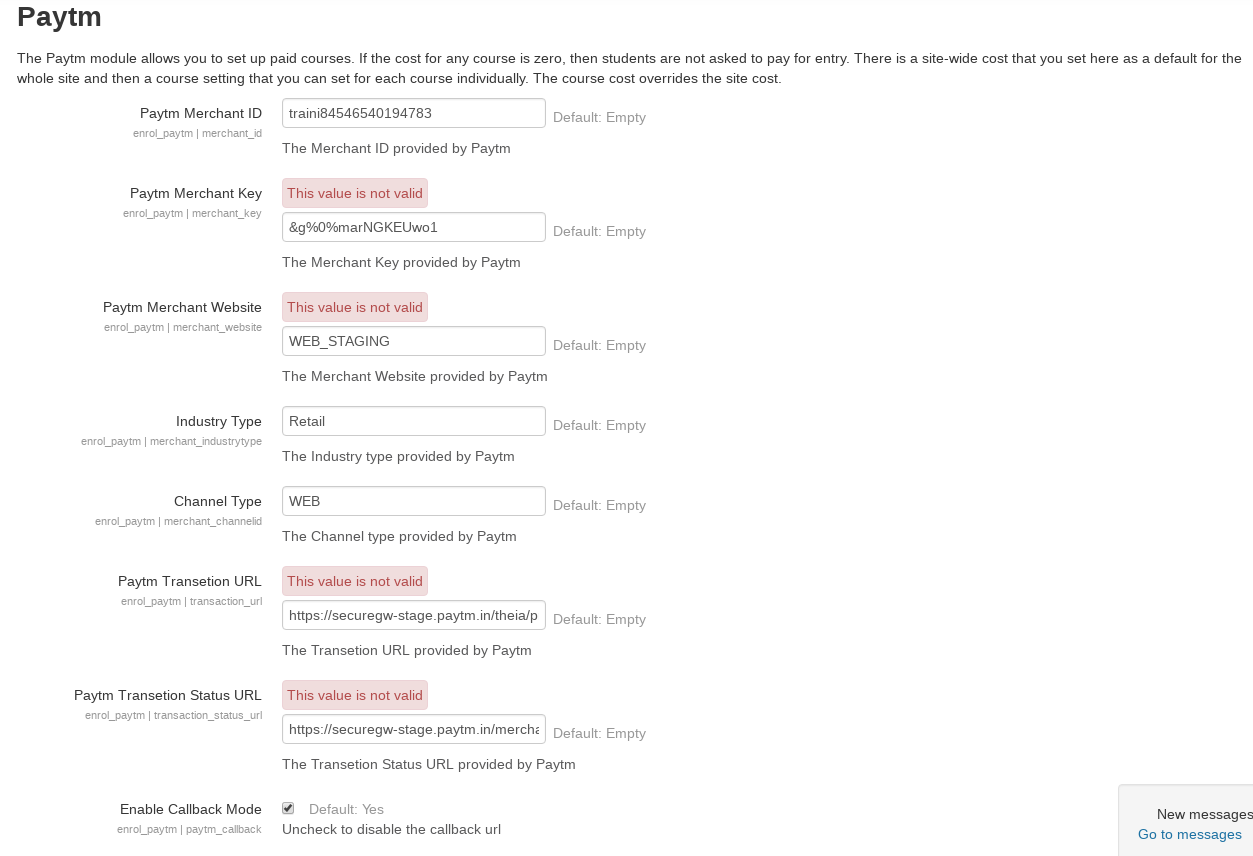 Paytm
The Paytm module allows you to set up paid courses. If the cost for any course is zero, then students are not asked to pay for entry. There is a site-wide cost that you set here as a default for the
whole site and then a course setting that you can set for each course individually. The course cost overrides the site cost.
Paytm Merchant ID
traini84546540194783
Default: Empty
enrol_paytm | merchant_id
The Merchant ID provided by Paytm
Paytm Merchant Key
This value is not valid
enrol_paytm | merchant_key
&g%0%marNGKEUwo1
Default: Empty
The Merchant Key provided by Paytm
Paytm Merchant Website
This value is not valid
enrol_paytm | merchant_website
WEB_STAGING
Default: Empty
The Merchant Website provided by Paytm
Industry Type
Retail
Default: Empty
enrol_paytm | merchant_industrytype
The Industry type provided by Paytm
Channel Type
WEB
Default: Empty
enrol_paytm | merchant_channelid
The Channel type provided by Paytm
Paytm Transetion URL
This value is not valid
enrol_paytm | transaction_url
https://securegw-stage.paytm.in/theia/p
Default: Empty
The Transetion URL provided by Paytm
Paytm Transetion Status URL
This value is not valid
enrol_paytm | transaction_status_url
https://securegw-stage.paytm.in/mercha
Default: Empty
The Transetion Status URL provided by Paytm
Enable Callback Mode
Default: Yes
enrol_paytm | paytm_callback
Uncheck to disable the callback url
New messages
Go to messages